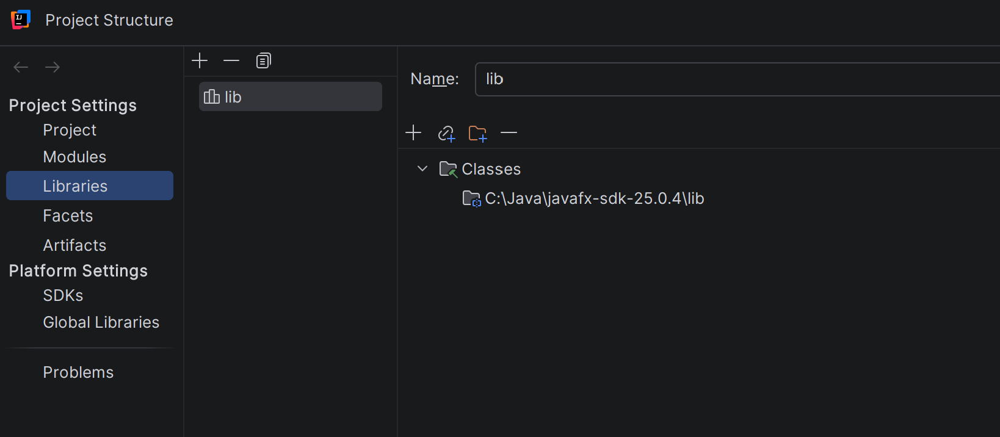 IJ
Project Structure
Project Settings
Project
Modules
Libraries
Facets
Artifacts
Platform Settings
SDKs
Global Libraries
Problems
lib
Name: lib
Classes
C:\Java\javafx-sdk-25.0.4\lib